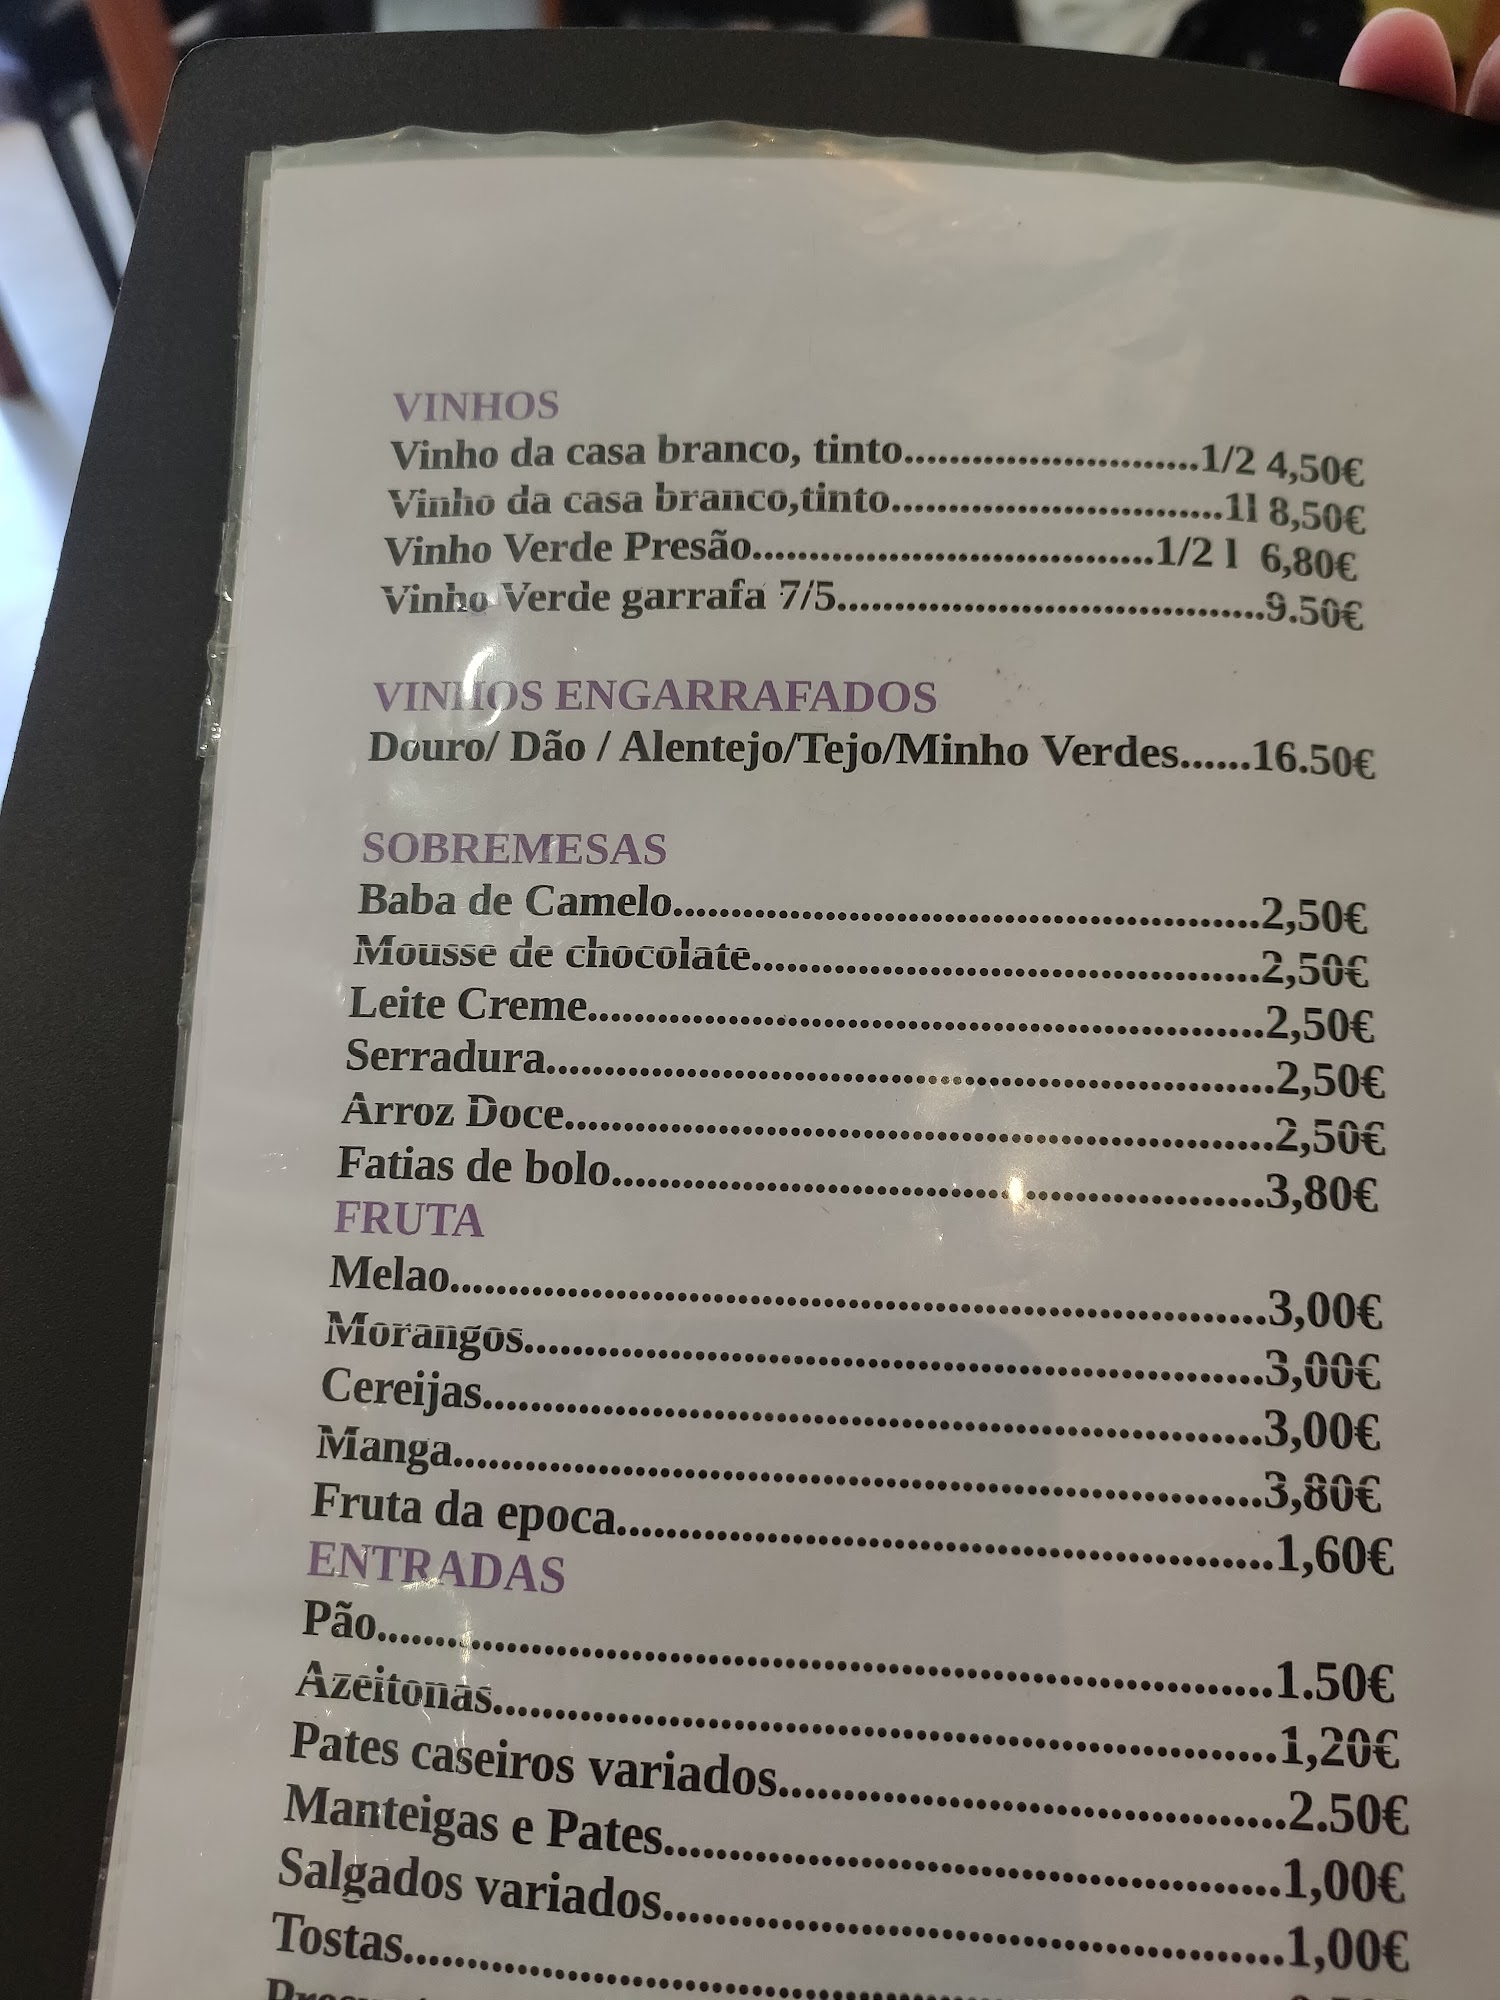 VINHOS
Vinho da casa branco, tinto..........................1/2 4,50€
Vinho da casa branco,tinto.............................1l 8,50€
Vinho Verde Presão...................................1/2 l 6,80€
Vinho Verde garrafa 7/5.....................................9.50€
VINHOS ENGARRAFADOS
Douro/ Dão / Alentejo/Tejo/Minho Verdes......16.50€
SOBREMESAS
Baba de Camelo..................................................2,50€
Mousse de chocolate...........................................2,50€
Leite Creme.........................................................2,50€
Serradura.............................................................2,50€
Arroz Doce...........................................................2,50€
Fatias de bolo.......................................................3,80€
FRUTA
Melao....................................................................3,00€
Morangos..............................................................3,00€
Cereijas.................................................................3,00€
Manga...................................................................3,80€
Fruta da epoca......................................................1,60€
ENTRADAS
Pão........................................................................1.50€
Azeitonas...............................................................1,20€
Pates caseiros variados........................................2.50€
Manteigas e Pates.................................................1,00€
Salgados variados.................................................1,00€
Tostas....................................................................